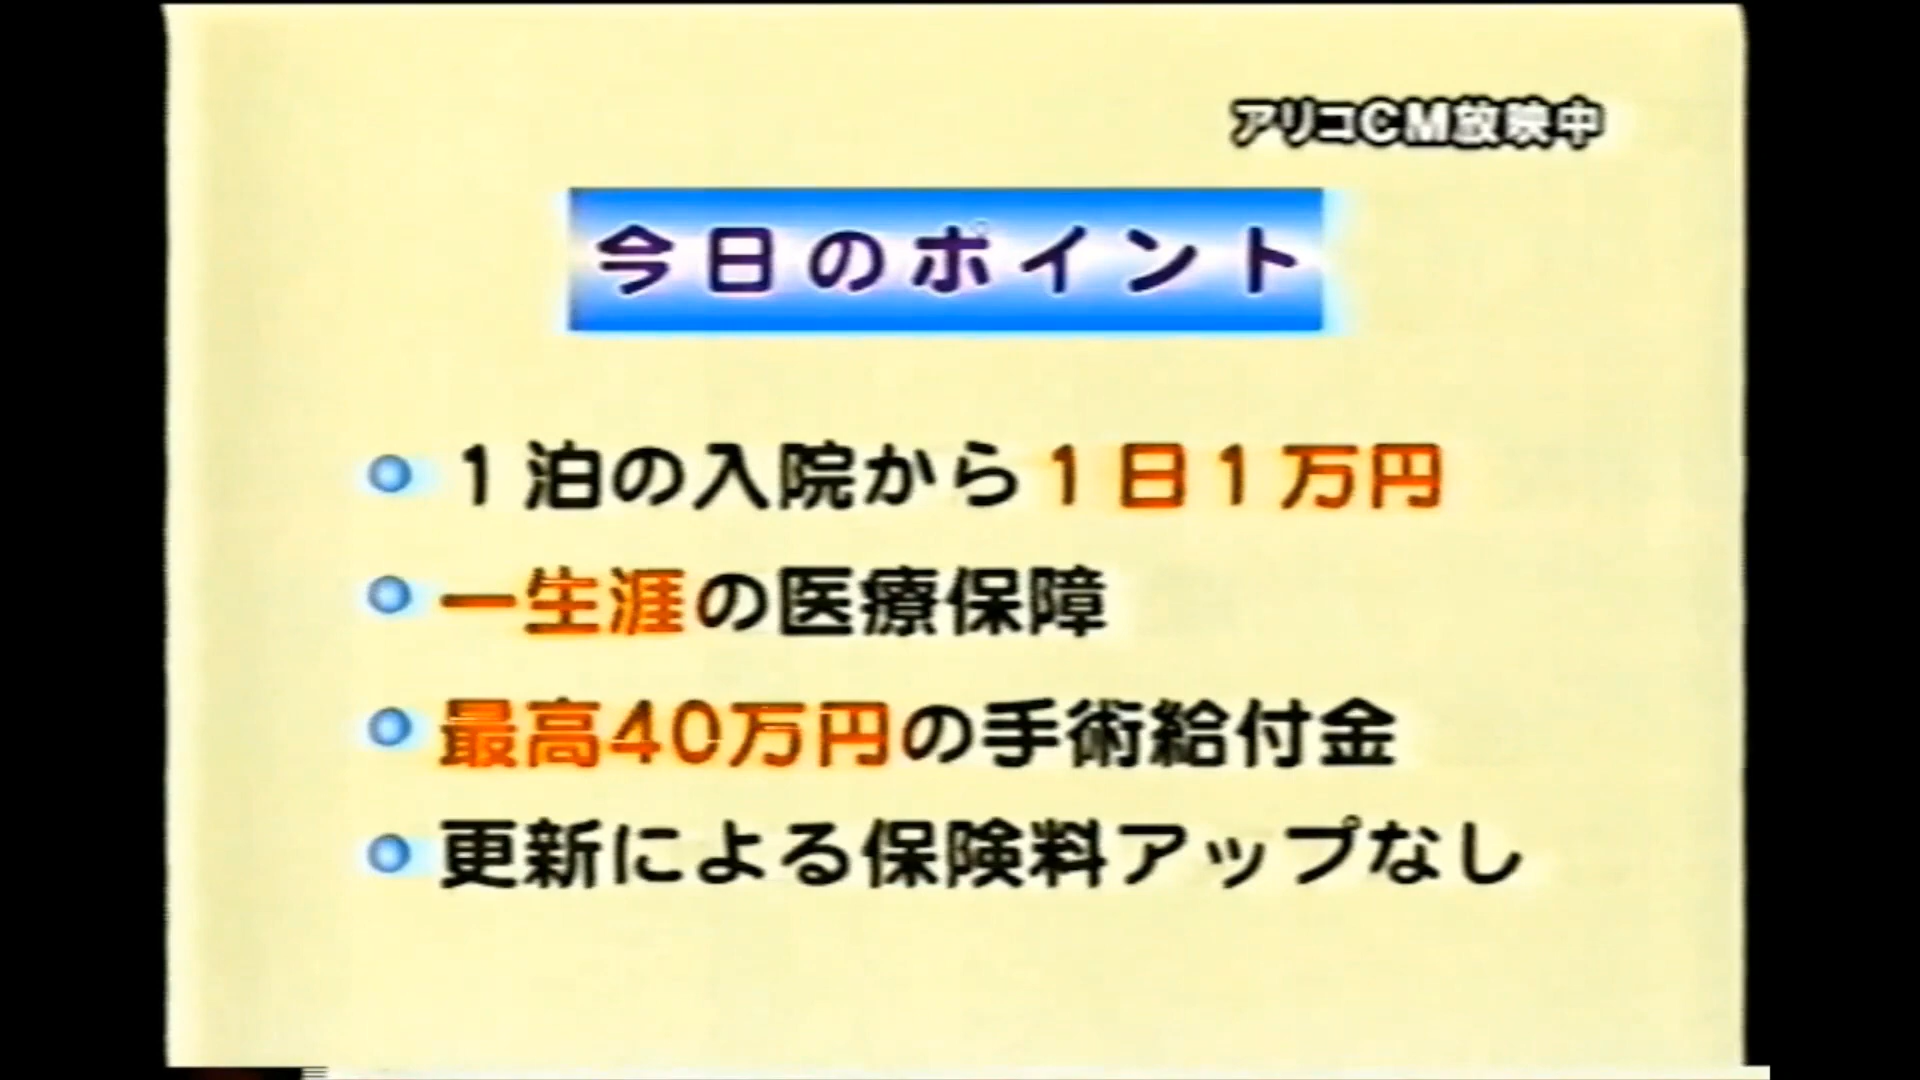 アリコCM放映中
今日のポイント
１泊の入院から１日１万円
一生涯の医療保障
最高40万円の手術給付金
更新による保険料アップなし